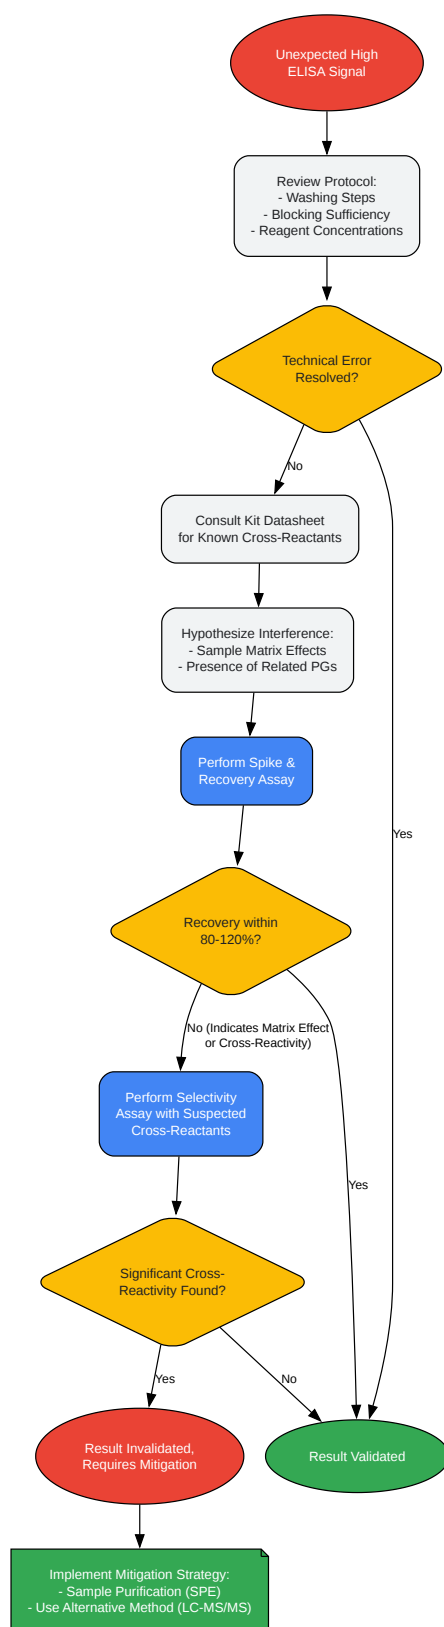 Unexpected High
ELISA Signal
Review Protocol:
- Washing Steps
- Blocking Sufficiency
- Reagent Concentrations
Technical Error
Resolved?
No
Consult Kit Datasheet
for Known Cross-Reactants
Hypothesize Interference:
- Sample Matrix Effects
- Presence of Related PGs
Perform Spike &
Recovery Assay
Yes
Recovery within
80-120%?
No (Indicates Matrix Effect
or Cross-Reactivity)
Perform Selectivity
Assay with Suspected
Cross-Reactants
Yes
Significant Cross-
Reactivity Found?
Yes
No
Result Invalidated,
Requires Mitigation
Result Validated
Implement Mitigation Strategy:
- Sample Purification (SPE)
- Use Alternative Method (LC-MS/MS)